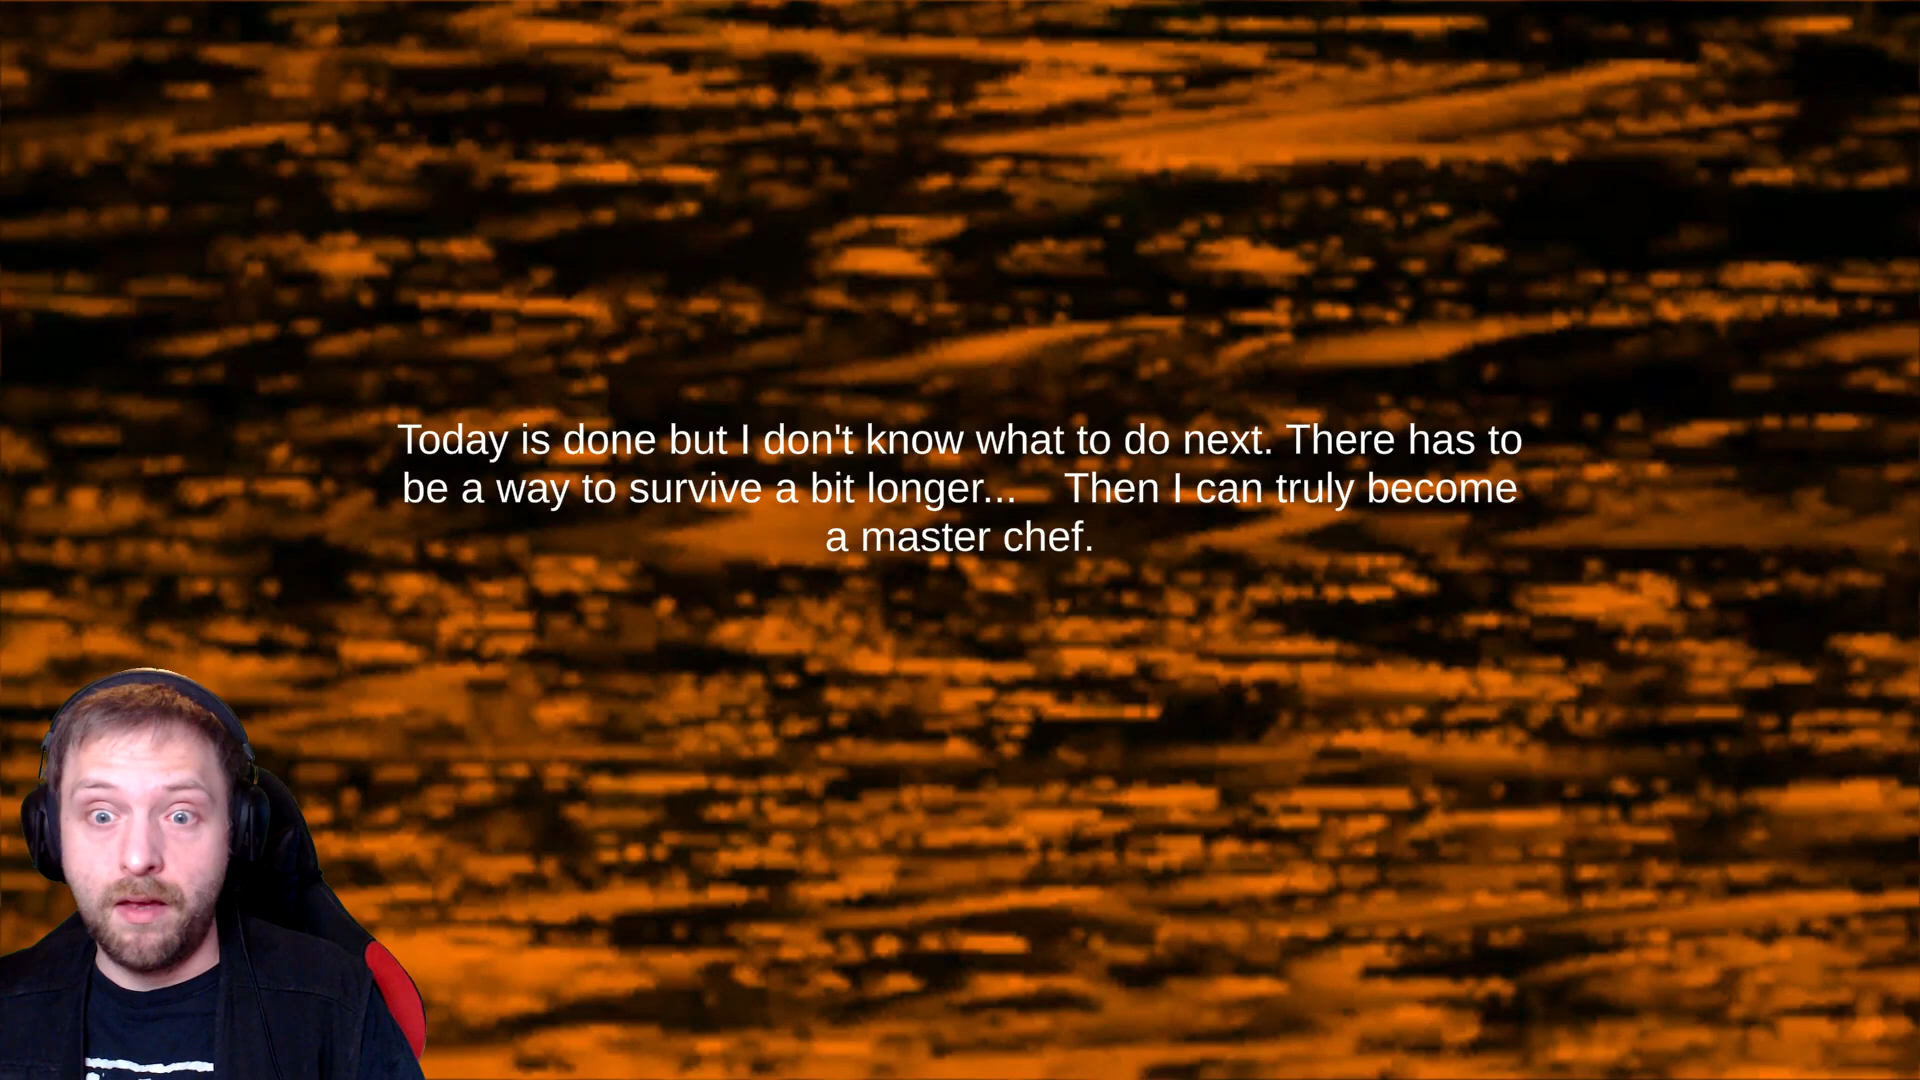 Today is done but I don't know what to do next. There has to
be a way to survive a bit longer...    Then I can truly become
a master chef.